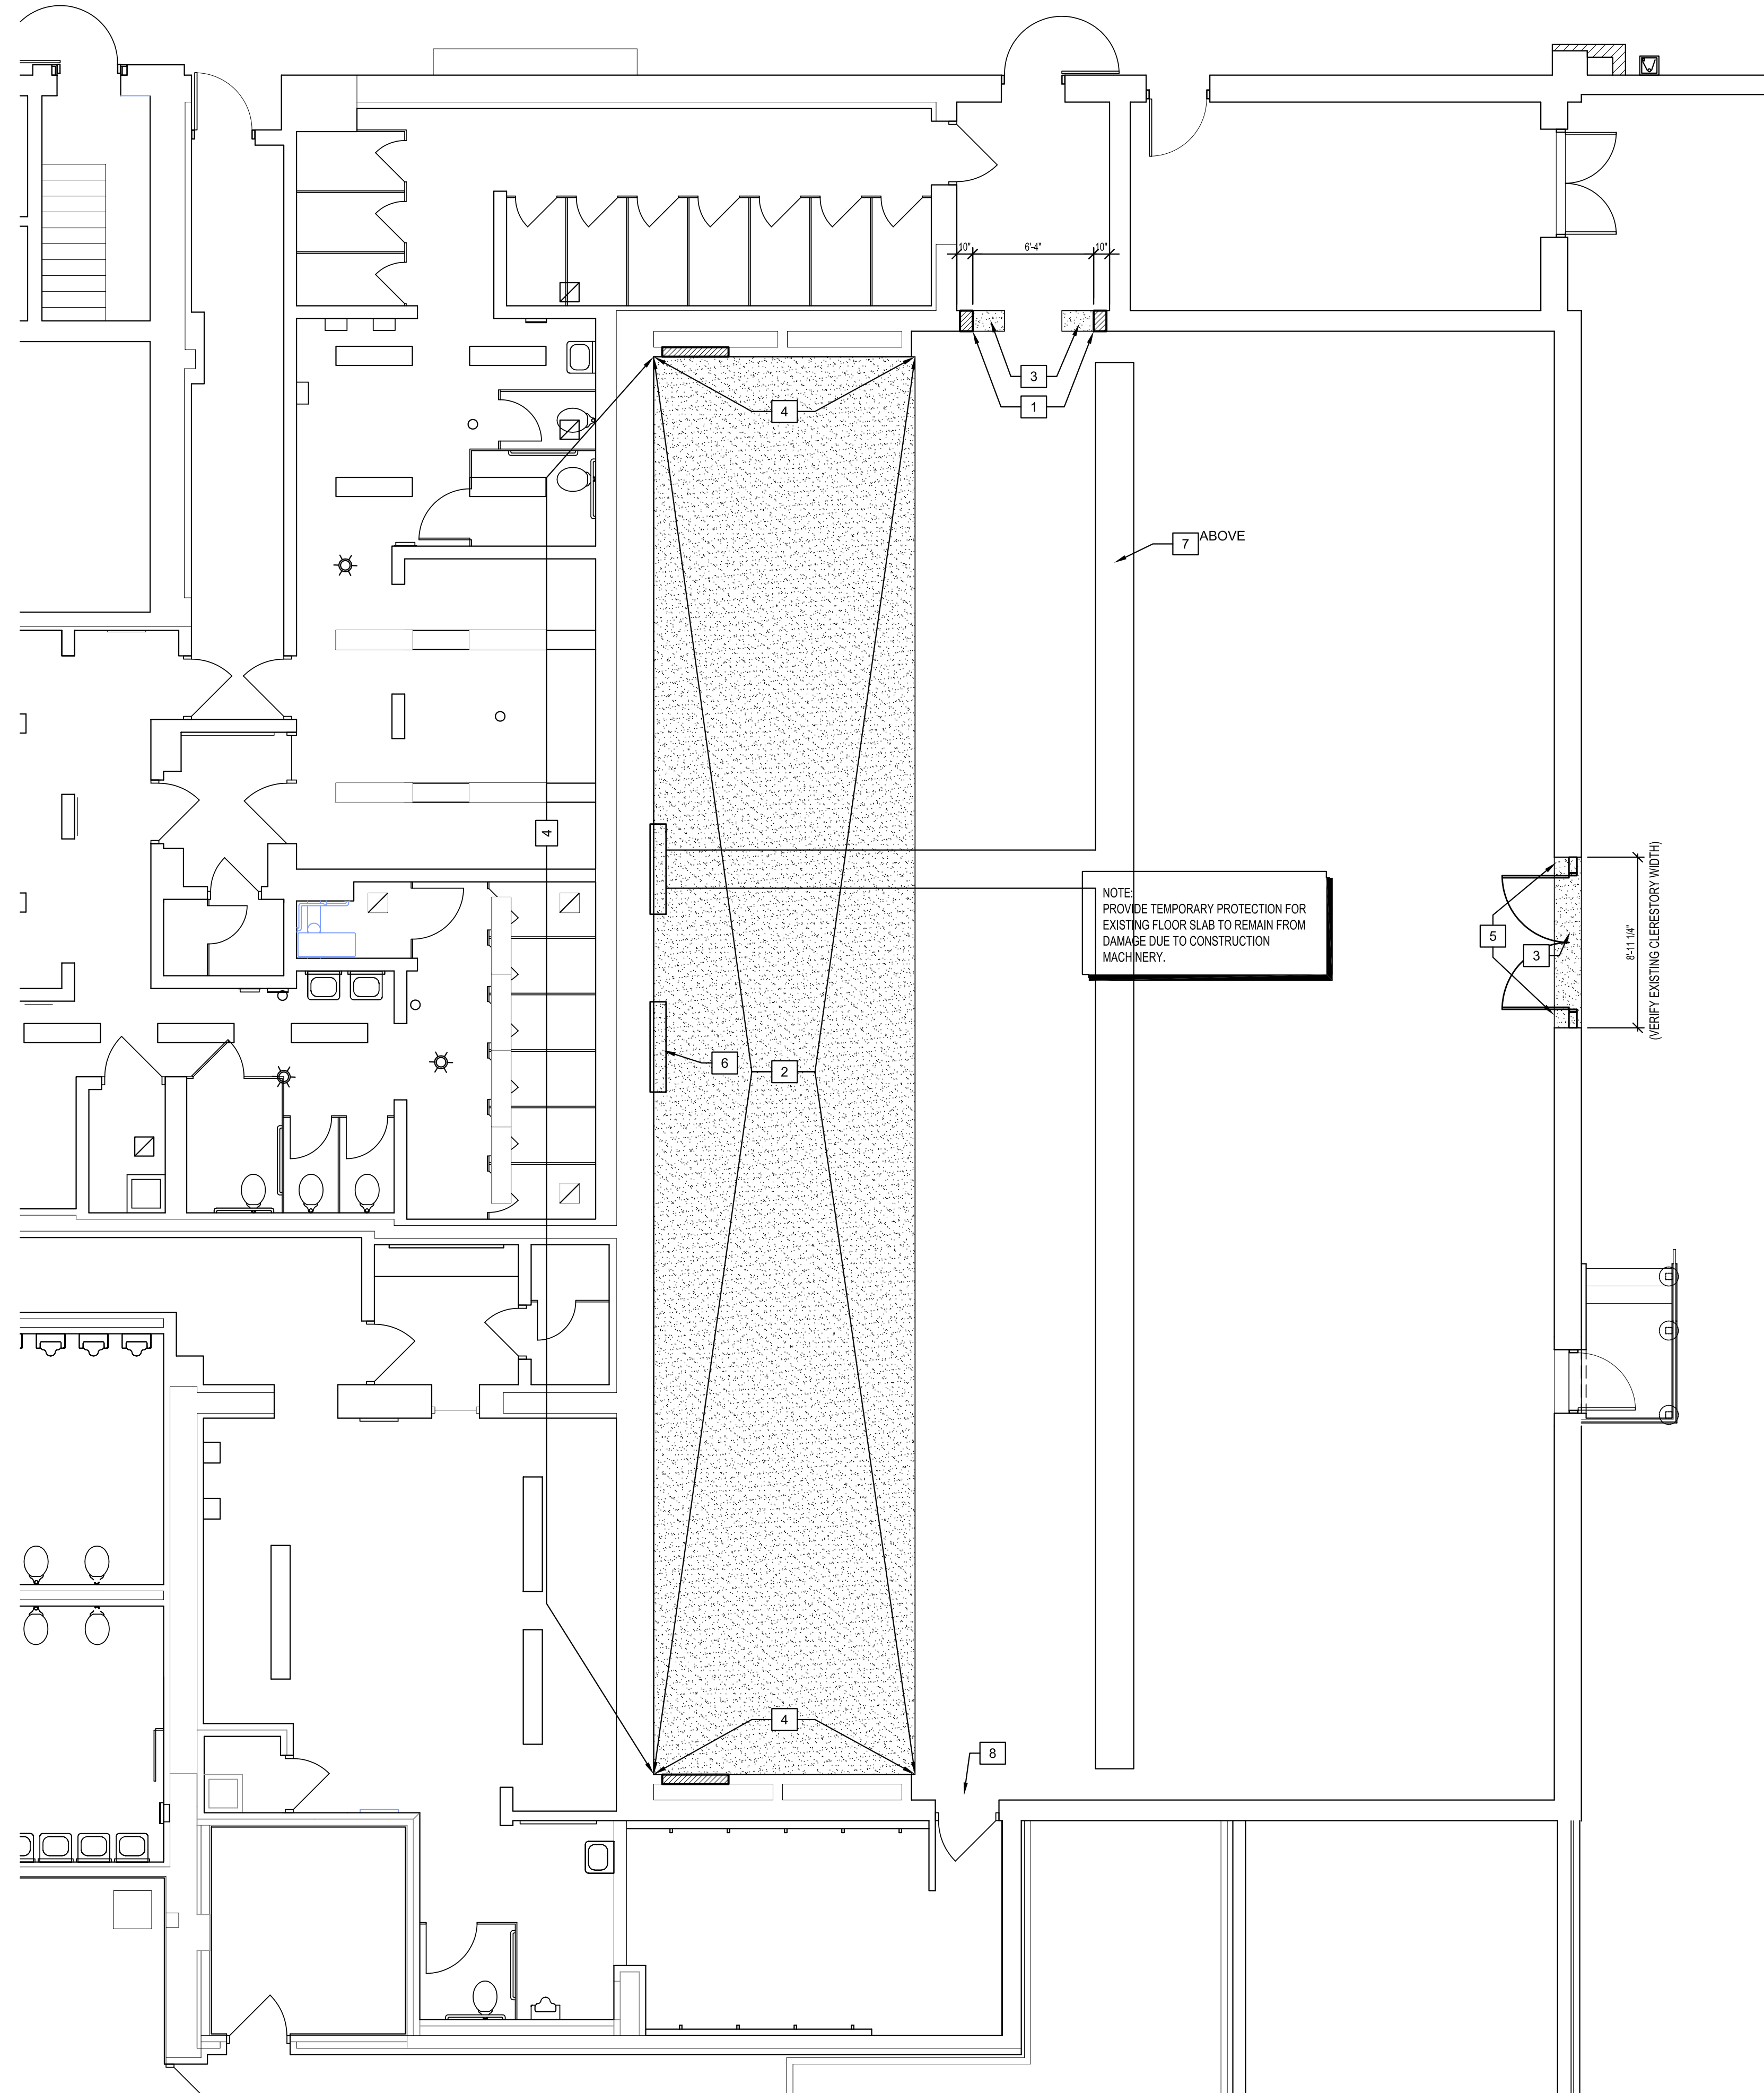 10"
6'-4"
10"
3
1
4
7
ABOVE
4
NOTE:
PROVIDE TEMPORARY PROTECTION FOR
EXISTING FLOOR SLAB TO REMAIN FROM
DAMAGE DUE TO CONSTRUCTION
MACHINERY.
5
3
8'-11 1/4"
(VERIFY EXISTING CLERESTORY WIDTH)
6
2
4
8